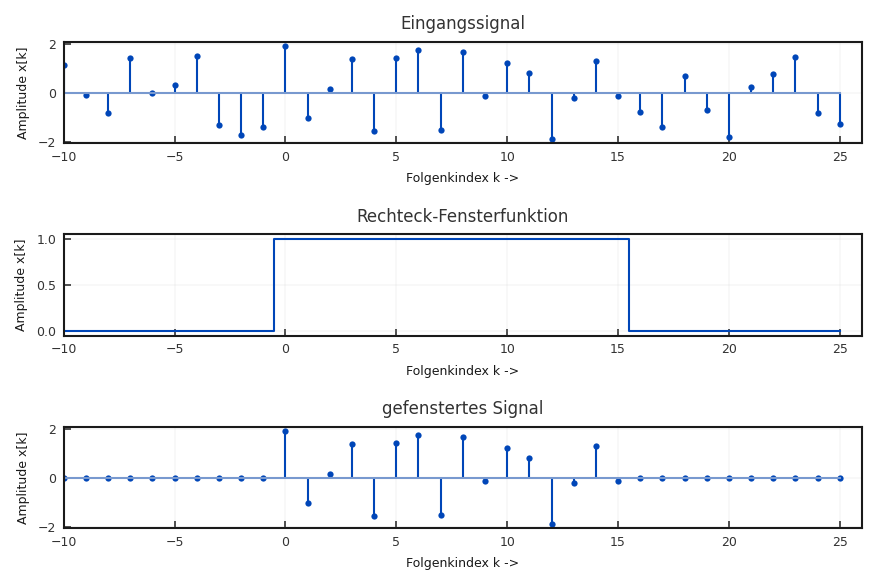 Eingangssignal
Amplitude x[k]
2
0
−2
−10 −5 0 5 10 15 20 25
Folgenkindex k ->
Rechteck-Fensterfunktion
Amplitude x[k]
1.0
0.5
0.0
−10 −5 0 5 10 15 20 25
Folgenkindex k ->
gefenstertes Signal
Amplitude x[k]
2
0
−2
−10 −5 0 5 10 15 20 25
Folgenkindex k ->